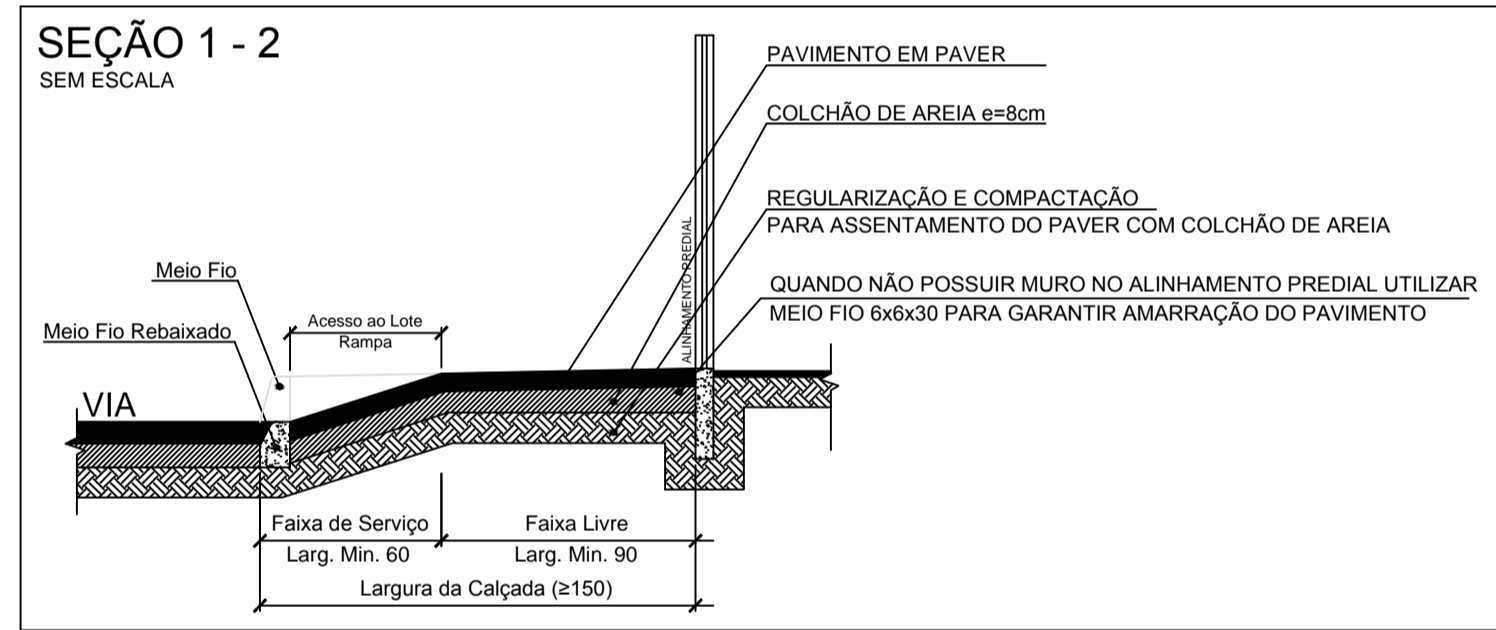 SEÇÃO 1 - 2
SEM ESCALA
PAVIMENTO EM PAVER
COLCHÃO DE AREIA e=8cm
REGULARIZAÇÃO E COMPACTAÇÃO
PARA ASSENTAMENTO DO PAVER COM COLCHÃO DE AREIA
QUANDO NÃO POSSUIR MURO NO ALINHAMENTO PREDIAL UTILIZAR
MEIO FIO 6x6x30 PARA GARANTIR AMARRAÇÃO DO PAVIMENTO
ALINHAMENTO PREDIAL
Meio Fio
Meio Fio Rebaixado
Acesso ao Lote
Rampa
VIA
Faixa de Serviço
Larg. Min. 60
Faixa Livre
Larg. Min. 90
Largura da Calçada (≥150)